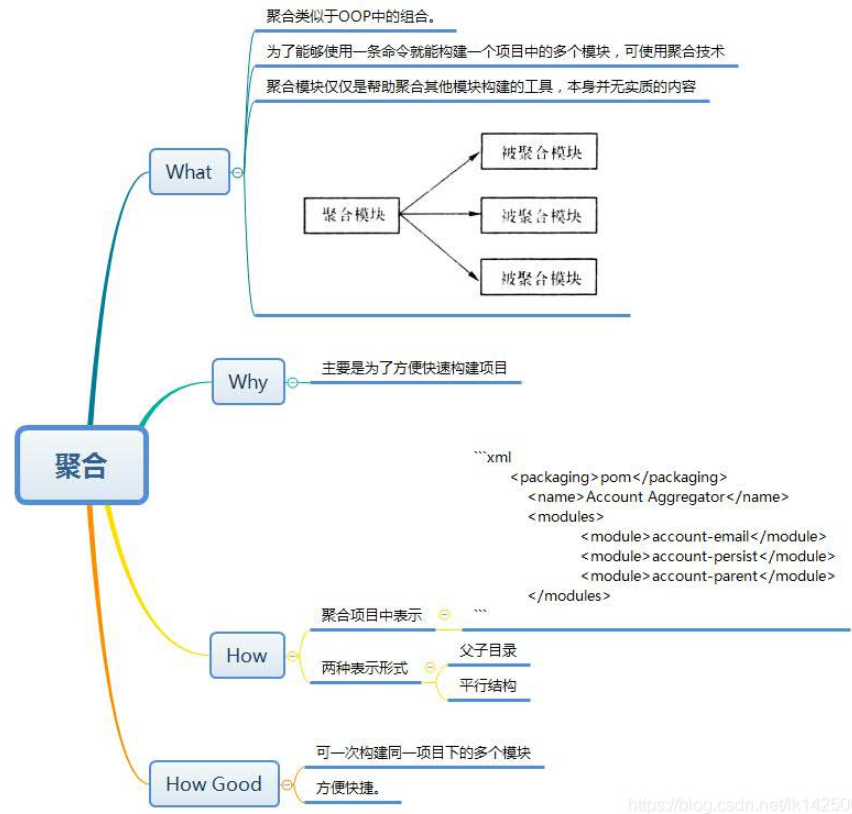 聚合类似于OOP中的组合。
为了能够使用一条命令就能构建一个项目中的多个模块，可使用聚合技术
聚合模块仅仅是帮助聚合其他模块构建的工具，本身并无实质的内容
What
被聚合模块
聚合模块
被聚合模块
被聚合模块
Why
主要是为了方便快速构建项目
聚合
```xml
<packaging>pom</packaging>
<name>Account Aggregator</name>
<modules>
<module>account-email</module>
<module>account-persist</module>
<module>account-parent</module>
</modules>
```
聚合项目中表示
How
两种表示形式
父子目录
平行结构
How Good
可一次构建同一项目下的多个模块
方便快捷。
https://blog.csdn.net/lk14250